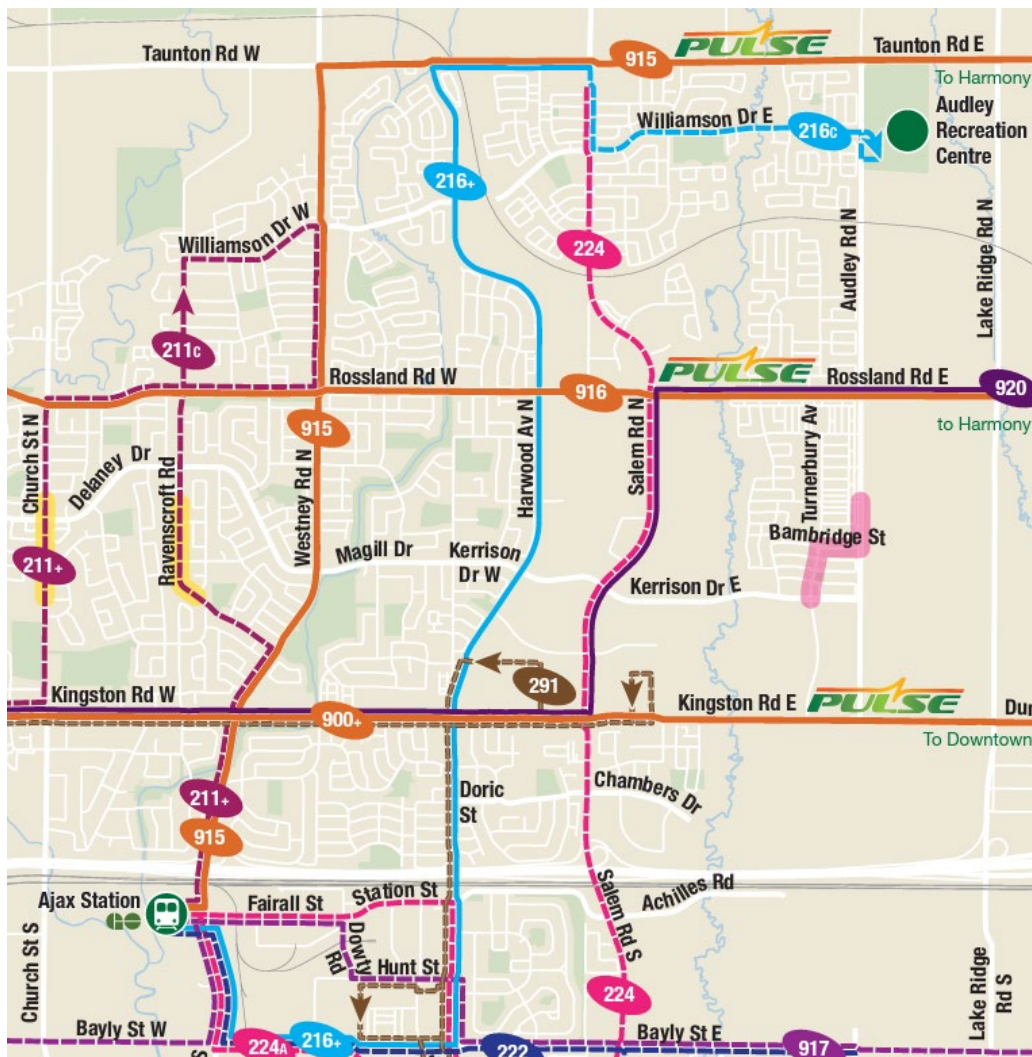 Taunton Rd W
915
PULSE
Taunton Rd E
To Harmony
Williamson Dr E
216C
Audley
Recreation
Centre
216+
Williamson Dr W
224
Audley Rd N
Lake Ridge Rd N
211C
Rossland Rd W
916
PULSE
Rossland Rd E
920
to Harmony
Church St N
Delaney Dr
Ravenscroft Rd
915
Westney Rd N
Harwood Av N
Salem Rd N
Turnerbury Av
Bambridge St
211+
Magill Dr
Kerrison
Dr W
Kerrison Dr E
291
Kingston Rd W
900+
Kingston Rd E
PULSE
Dur
To Downtown
211+
915
Doric
St
Chambers Dr
Ajax Station
GO
Fairall St
Station St
Salem Rd S
Achilles Rd
Church St S
Dowty
Rd
Hunt St
224
Lake Ridge
Rd S
Bayly St W
S
224A
216+
222
Bayly St E
917